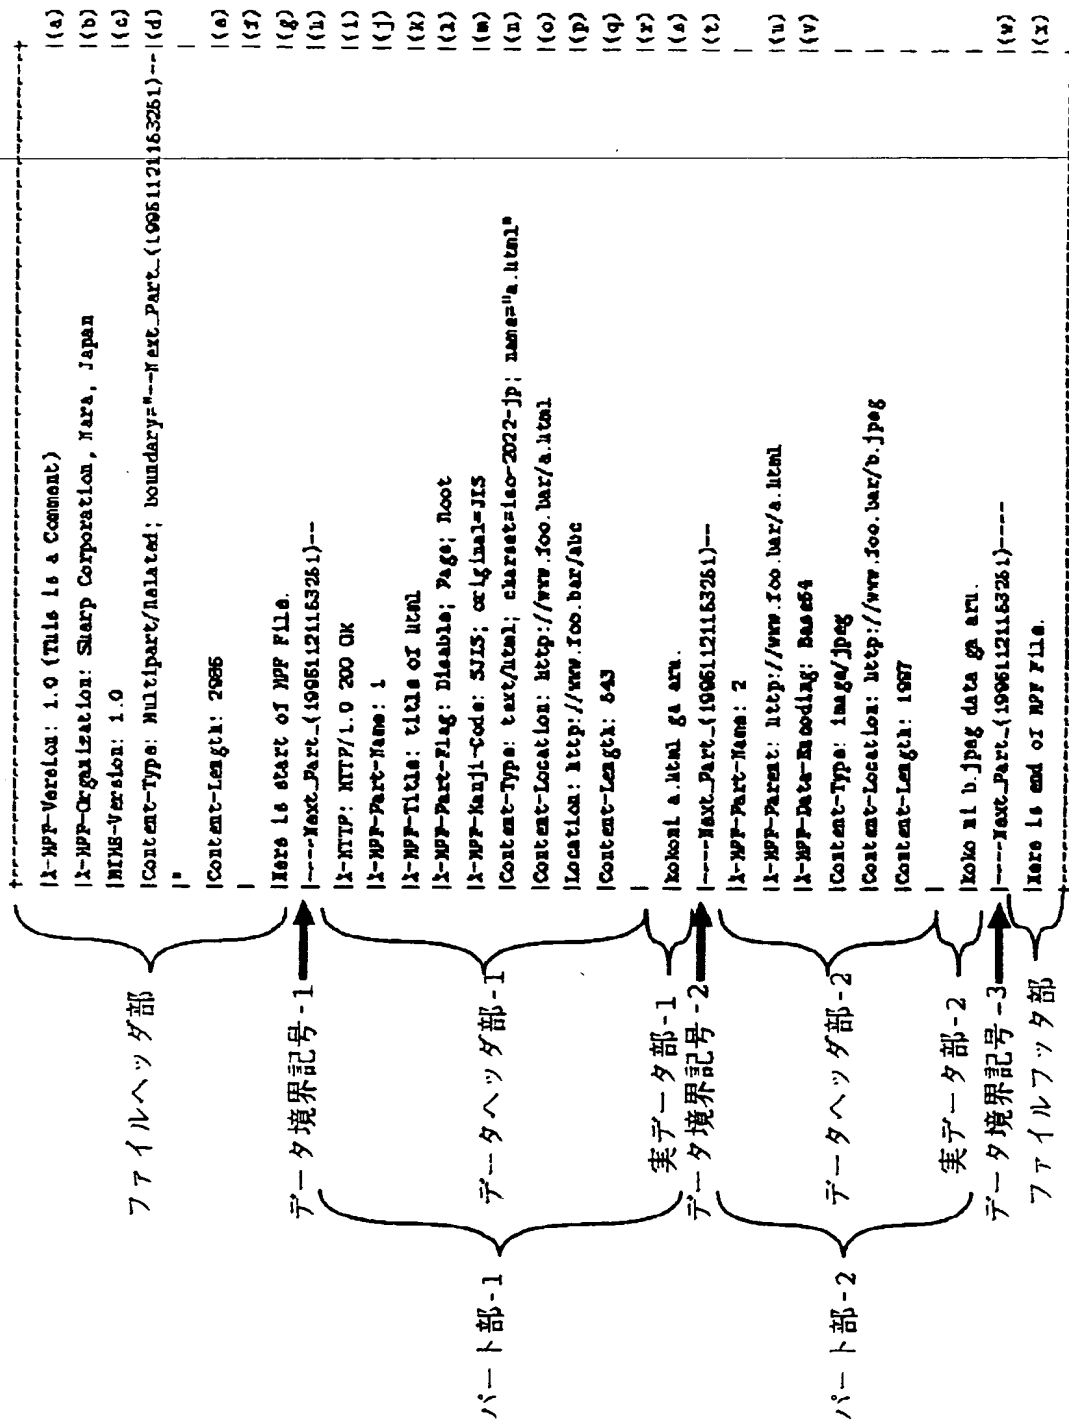 +-----------------------------------------------------------+
|X-MPF-Version: 1.0 (This is a Comment) |(a)
|X-MPF-Organization: Sharp Corporation, Nara, Japan |(b)
|MIME-Version: 1.0 |(c)
|Content-Type: Multipart/Related; boundary="---Next_Part_(19951121153251)--|(d)
|" |
|Content-Length: 2985 |(e)
| |(f)
|Here is start of MPF File. |(g)
|----Next_Part_(19951121153251)-- |(h)
|X-HTTP: HTTP/1.0 200 OK |(i)
|X-MPF-Part-Name: 1 |(j)
|X-MPF-Title: title of html |(k)
|X-MPF-Part-Flag: Disable; Page; Root |(l)
|X-MPF-Kanji-Code: SJIS; original=JIS |(m)
|Content-Type: text/html; charset=iso-2022-jp; name="a.html" |(n)
|Content-Location: http://www.foo.bar/a.html |(o)
|Location: http://www.foo.bar/abc |(p)
|Content-Length: 543 |(q)
| |(r)
|kokoni a.html ga aru. |(s)
|----Next_Part_(19951121153251)-- |(t)
|X-MPF-Part-Name: 2 |
|X-MPF-Parent: http://www.foo.bar/a.html |(u)
|X-MPF-Data-Encoding: Base64 |(v)
|Content-Type: image/jpeg |
|Content-Location: http://www.foo.bar/b.jpeg |
|Content-Length: 1997 |
| |
|koko ni b.jpeg data ga aru. |
|----Next_Part_(19951121153251)---- |(w)
|Here is end of MPF File. |(x)
+-----------------------------------------------------------+
ファイルヘッダ部
データ境界記号-1
データヘッダ部-1
実データ部-1
データ境界記号-2
データヘッダ部-2
実データ部-2
データ境界記号-3
ファイルフッタ部
パート部-1
パート部-2